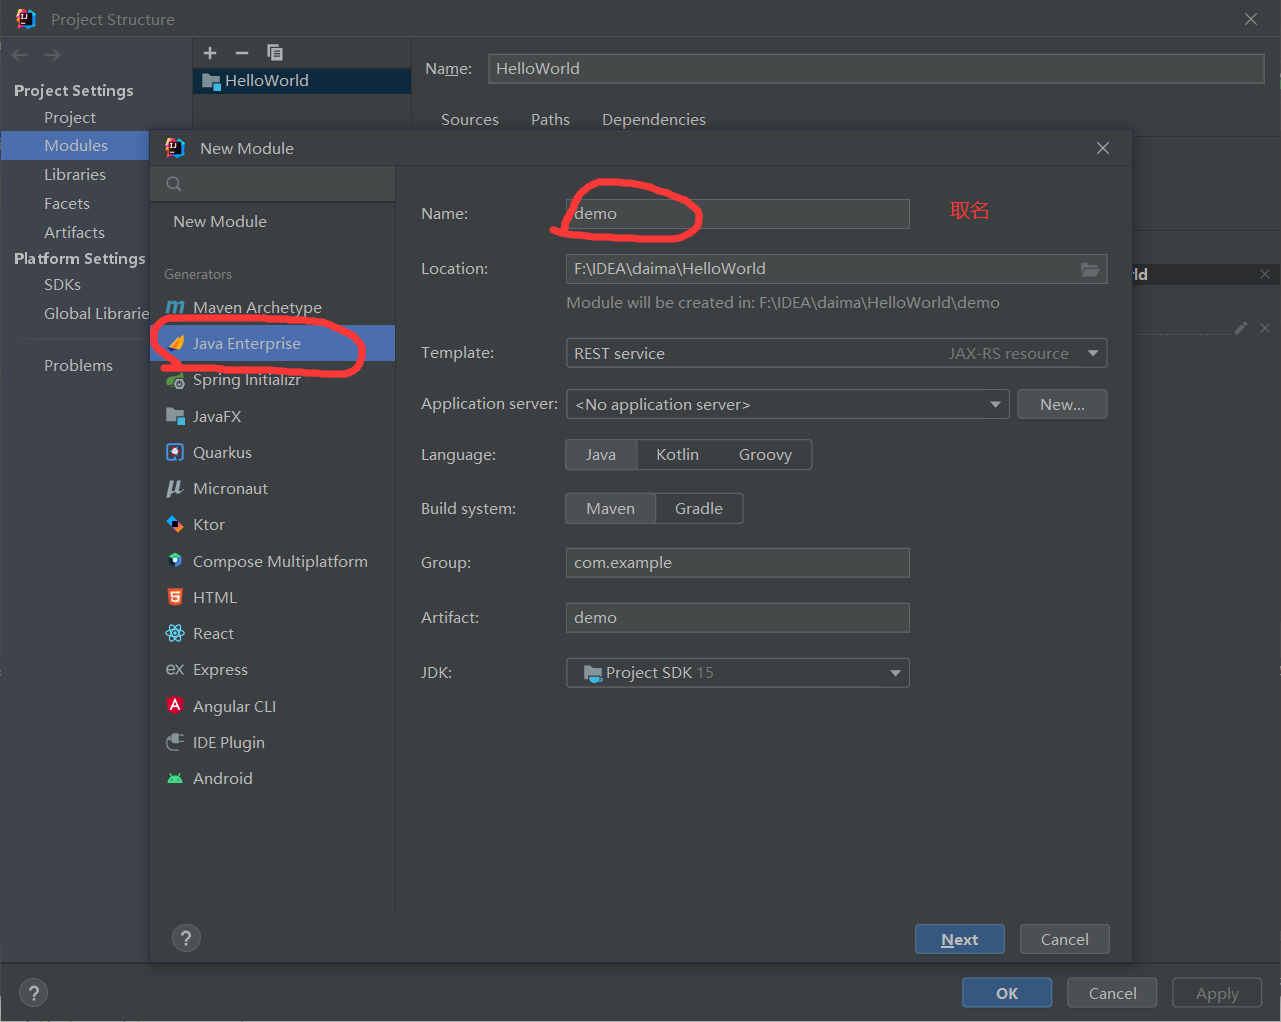 Project Structure
Project Settings
Project
Modules
Libraries
Facets
Artifacts
Platform Settings
SDKs
Global Librarie
Problems
HelloWorld
Name: HelloWorld
Sources Paths Dependencies
ld
New Module
New Module
Generators
Maven Archetype
Java Enterprise
Spring Initializr
JavaFX
Quarkus
Micronaut
Ktor
Compose Multiplatform
HTML
React
ex Express
Angular CLI
IDE Plugin
Android
Name: demo 取名
Location: F:\IDEA\daima\HelloWorld
Module will be created in: F:\IDEA\daima\HelloWorld\demo
Template: REST service JAX-RS resource
Application server: <No application server> New...
Language: Java Kotlin Groovy
Build system: Maven Gradle
Group: com.example
Artifact: demo
JDK: Project SDK 15
? Next Cancel
? OK Cancel Apply